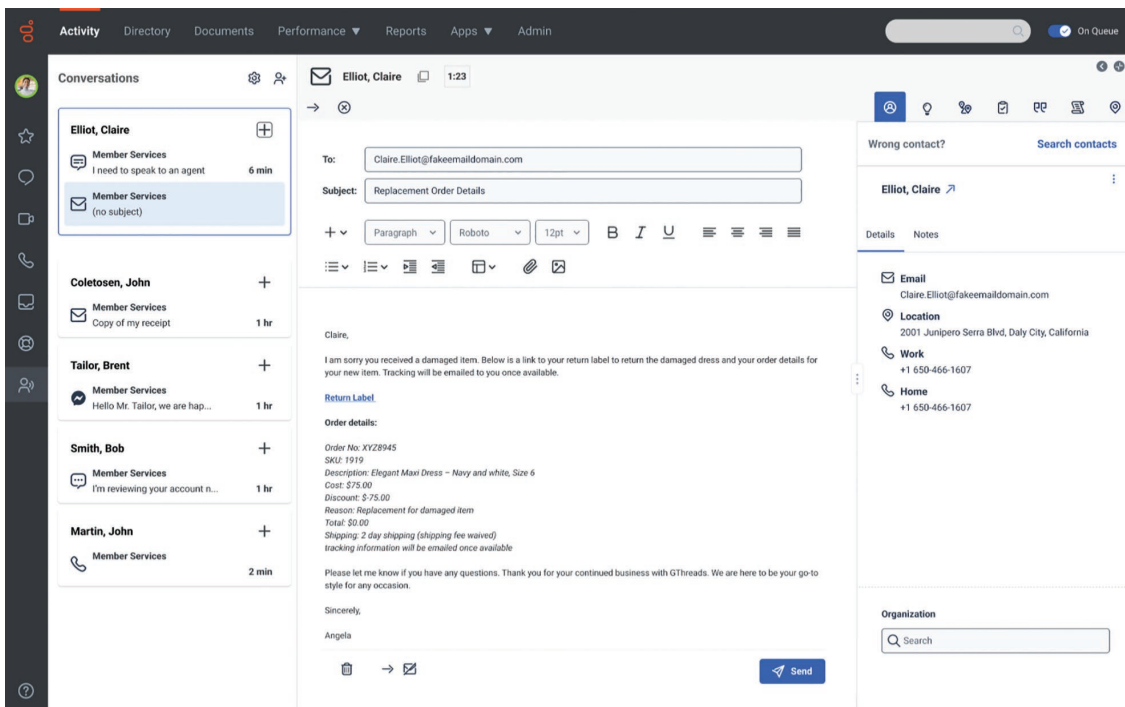 Activity Directory Documents Performance ▼ Reports Apps ▼ Admin On Queue
Conversations
Elliot, Claire
Member Services
I need to speak to an agent 6 min
Member Services
(no subject)
Coletosen, John
Member Services
Copy of my receipt 1 hr
Tailor, Brent
Member Services
Hello Mr. Tailor, we are hap... 1 hr
Smith, Bob
Member Services
I'm reviewing your account n... 1 hr
Martin, John
Member Services
2 min
Elliot, Claire 1:23
To: Claire.Elliot@fakeemaildomain.com
Subject: Replacement Order Details
Paragraph Roboto 12pt B I U
Claire,
I am sorry you received a damaged item. Below is a link to your return label to return the damaged dress and your order details for
your new item. Tracking will be emailed to you once available.
Return Label
Order details:
Order No: XYZ8945
SKU: 1919
Description: Elegant Maxi Dress – Navy and white, Size 6
Cost: $75.00
Discount: $-75.00
Reason: Replacement for damaged item
Total: $0.00
Shipping: 2 day shipping (shipping fee waived)
tracking information will be emailed once available
Please let me know if you have any questions. Thank you for your continued business with GThreads. We are here to be your go-to
style for any occasion.
Sincerely,
Angela
Send
Wrong contact? Search contacts
Elliot, Claire
Details Notes
Email
Claire.Elliot@fakeemaildomain.com
Location
2001 Junipero Serra Blvd, Daly City, California
Work
+1 650-466-1607
Home
+1 650-466-1607
Organization
Search